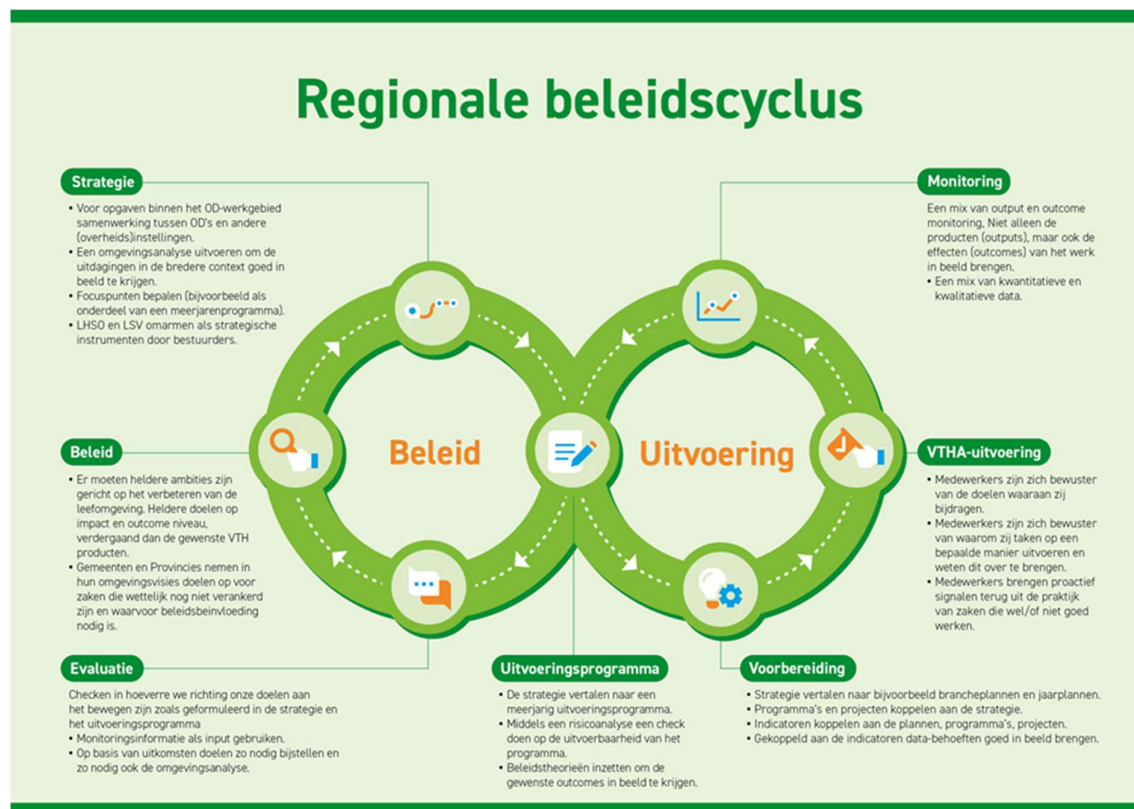 Regionale beleidscyclus
Strategie
• Voor opgaven binnen het OD-werkgebied
samenwerking tussen OD's en andere
(overheids)instellingen.
• Een omgevingsanalyse uitvoeren om de
uitdagingen in de bredere context goed in
beeld te krijgen.
• Focuspunten bepalen (bijvoorbeeld als
onderdeel van een meerjarenprogramma).
• LHSO en LSV omarmen als strategische
instrumenten door bestuurders.
Monitoring
Een mix van output en outcome
monitoring, Niet alleen de
producten (outputs), maar ook de
effecten (outcomes) van het werk
in beeld brengen.
• Een mix van kwantitatieve en
kwalitatieve data.
Beleid
Uitvoering
Beleid
• Er moeten heldere ambities zijn
gericht op het verbeteren van de
leefomgeving. Heldere doelen op
impact en outcome niveau,
verdergaand dan de gewenste VTH
producten.
• Gemeenten en Provincies nemen in
hun omgevingsvisies doelen op voor
zaken die wettelijk nog niet verankerd
zijn en waarvoor beleidsbeinvloeding
nodig is.
VTHA-uitvoering
• Medewerkers zijn zich bewuster
van de doelen waaraan zij
bijdragen.
• Medewerkers zijn zich bewuster
van waarom zij taken op een
bepaalde manier uitvoeren en
weten dit over te brengen.
• Medewerkers brengen proactief
signalen terug uit de praktijk
van zaken die wel/of niet goed
werken.
Evaluatie
Checken in hoeverre we richting onze doelen aan
het bewegen zijn zoals geformuleerd in de strategie en
het uitvoeringsprogramma
• Monitoringsinformatie als input gebruiken.
• Op basis van uitkomsten doelen zo nodig bijstellen en
zo nodig ook de omgevingsanalyse.
Uitvoeringsprogramma
• De strategie vertalen naar een
meerjarig uitvoeringsprogramma.
• Middels een risicoanalyse een check
doen op de uitvoerbaarheid van het
programma.
• Beleidstheorieën inzetten om de
gewenste outcomes in beeld te krijgen.
Voorbereiding
• Strategie vertalen naar bijvoorbeeld brancheplannen en jaarplannen.
• Programma's en projecten koppelen aan de strategie.
• Indicatoren koppelen aan de plannen, programma's, projecten.
• Gekoppeld aan de indicatoren data-behoeften goed in beeld brengen.